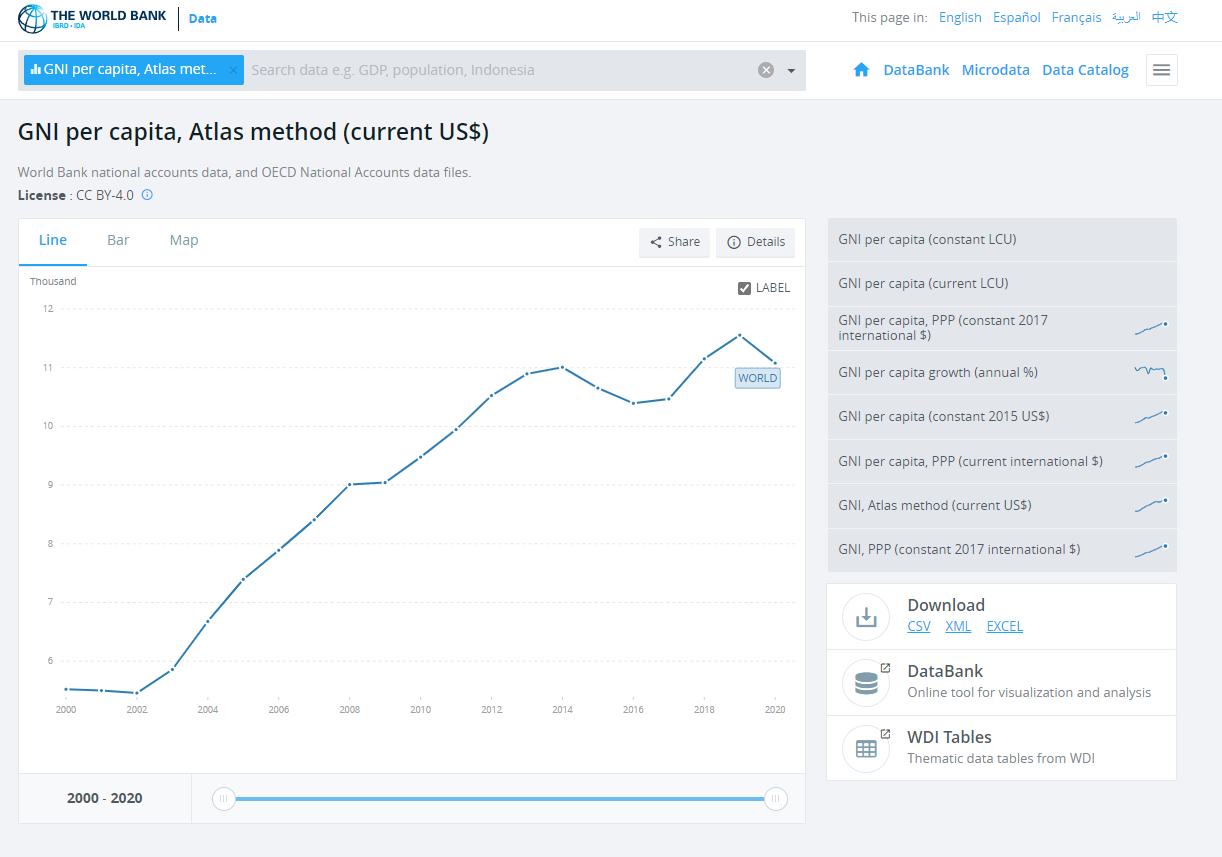 THE WORLD BANK
IBRD • IDA
Data
This page in: English Español Français العربية 中文
GNI per capita, Atlas met... ×
Search data e.g. GDP, population, Indonesia
DataBank Microdata Data Catalog
GNI per capita, Atlas method (current US$)
World Bank national accounts data, and OECD National Accounts data files.
License : CC BY-4.0
Line Bar Map
Share Details
Thousand
LABEL
12
11
10
9
8
7
6
WORLD
2000 2002 2004 2006 2008 2010 2012 2014 2016 2018 2020
2000 - 2020
GNI per capita (constant LCU)
GNI per capita (current LCU)
GNI per capita, PPP (constant 2017
international $)
GNI per capita growth (annual %)
GNI per capita (constant 2015 US$)
GNI per capita, PPP (current international $)
GNI, Atlas method (current US$)
GNI, PPP (constant 2017 international $)
Download
CSV XML EXCEL
DataBank
Online tool for visualization and analysis
WDI Tables
Thematic data tables from WDI